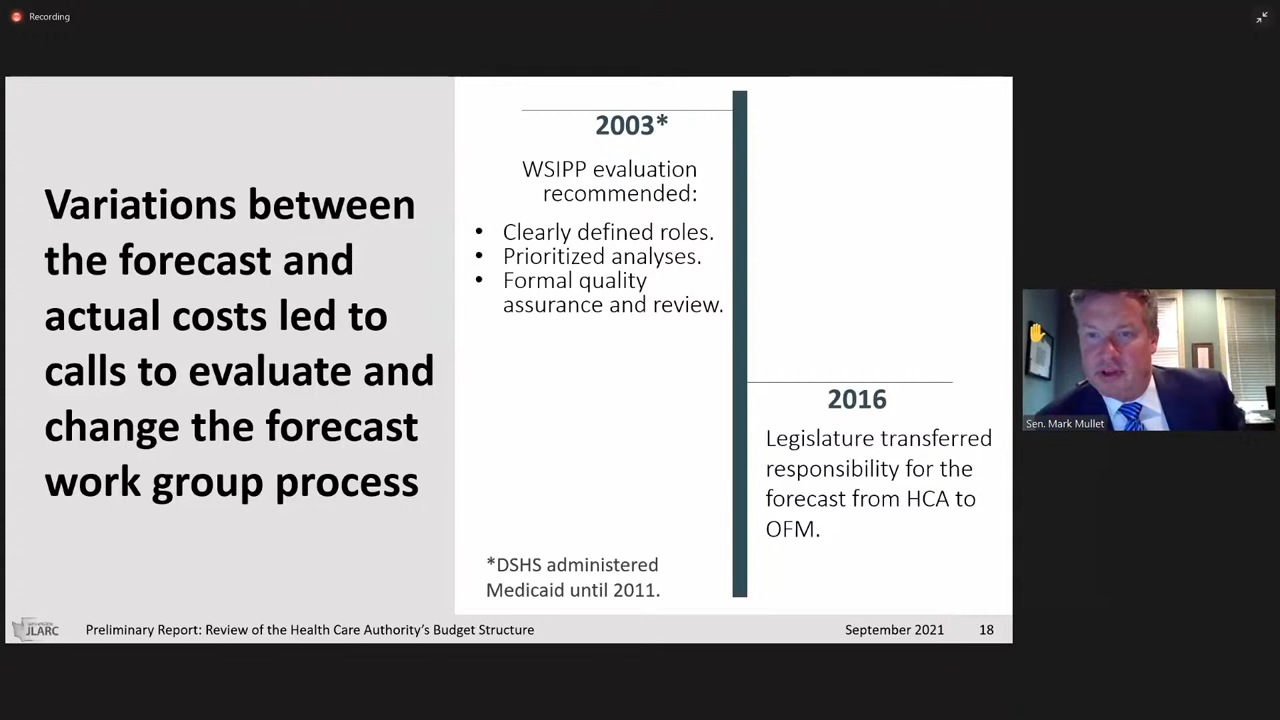 Recording
Variations between
the forecast and
actual costs led to
calls to evaluate and
change the forecast
work group process
2003*
WSIPP evaluation
recommended:
• Clearly defined roles.
• Prioritized analyses.
• Formal quality
assurance and review.
*DSHS administered
Medicaid until 2011.
2016
Legislature transferred
responsibility for the
forecast from HCA to
OFM.
Sen. Mark Mullet
JLARC
Preliminary Report: Review of the Health Care Authority's Budget Structure
September 2021
18